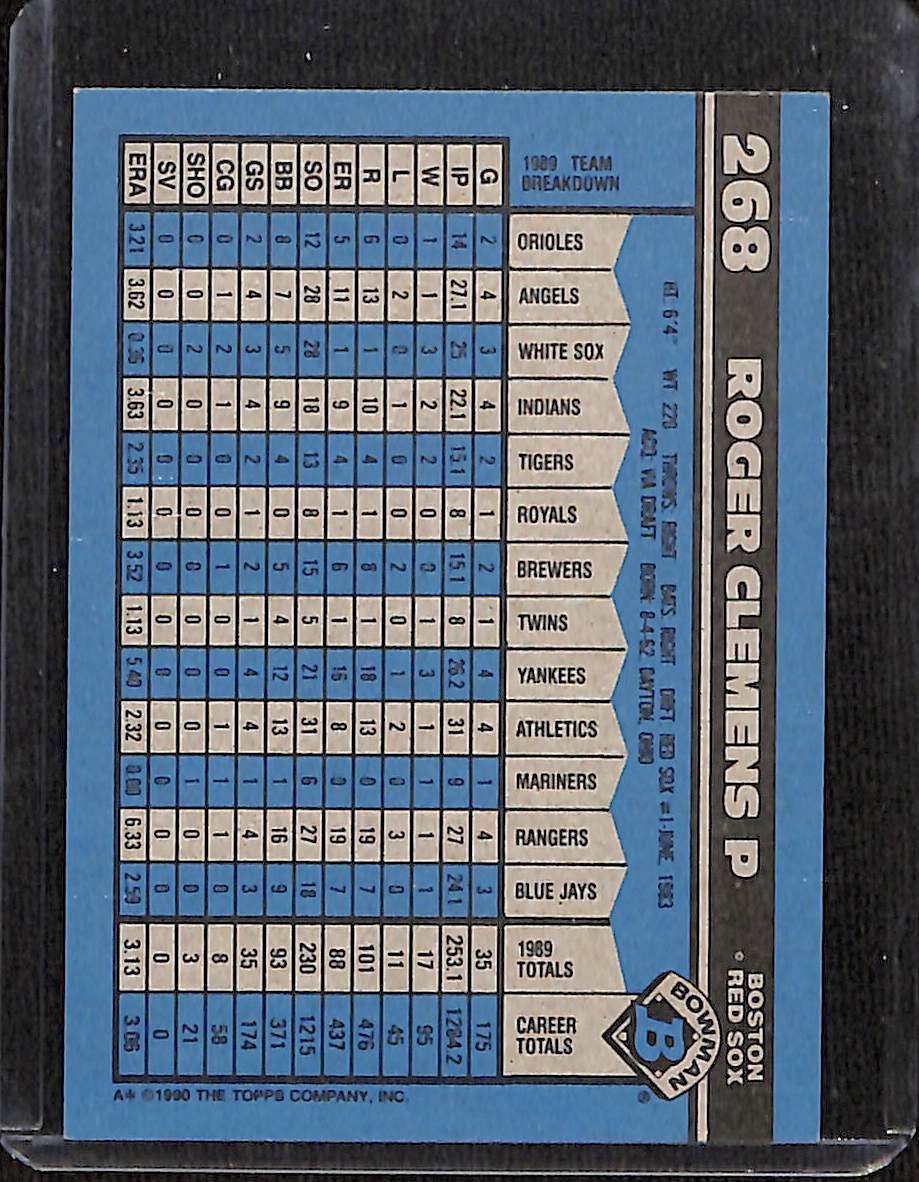 268 ROGER CLEMENS P BOSTON RED SOX
HT. 6'4" WT. 220 THROWS: RIGHT BATS: RIGHT DRFT: RED SOX #1-JUNE, 1983
ACQ: VIA DRAFT BORN: 8-4-62, DAYTON, OHIO
BOWMAN B
1989 TEAM BREAKDOWN
ORIOLES ANGELS WHITE SOX INDIANS TIGERS ROYALS BREWERS TWINS YANKEES ATHLETICS MARINERS RANGERS BLUE JAYS 1989 TOTALS CAREER TOTALS
G 2 4 3 4 2 1 2 1 4 4 1 4 3 35 175
IP 14 27.1 25 22.1 15.1 8 15.1 8 26.2 31 9 27 24.1 253.1 1284.2
W 1 1 3 2 2 0 0 1 3 1 1 1 1 17 95
L 0 2 0 1 0 0 2 0 1 2 0 3 0 11 45
R 6 13 1 10 4 1 8 1 18 13 0 19 7 101 476
ER 5 11 1 9 4 1 6 1 16 8 0 19 7 88 437
SO 12 28 28 18 13 8 15 5 21 31 6 27 18 230 1215
BB 8 7 5 9 4 0 5 4 12 13 1 16 9 93 371
GS 2 4 3 4 2 1 2 1 4 4 1 4 3 35 174
CG 0 1 2 1 0 0 1 0 0 1 1 1 0 8 58
SHO 0 0 2 0 0 0 0 0 0 0 1 0 0 3 21
SV 0 0 0 0 0 0 0 0 0 0 0 0 0 0 0
ERA 3.21 3.62 0.36 3.63 2.35 1.13 3.52 1.13 5.40 2.32 0.00 6.33 2.59 3.13 3.06
A* ©1990 THE TOPPS COMPANY, INC. ®